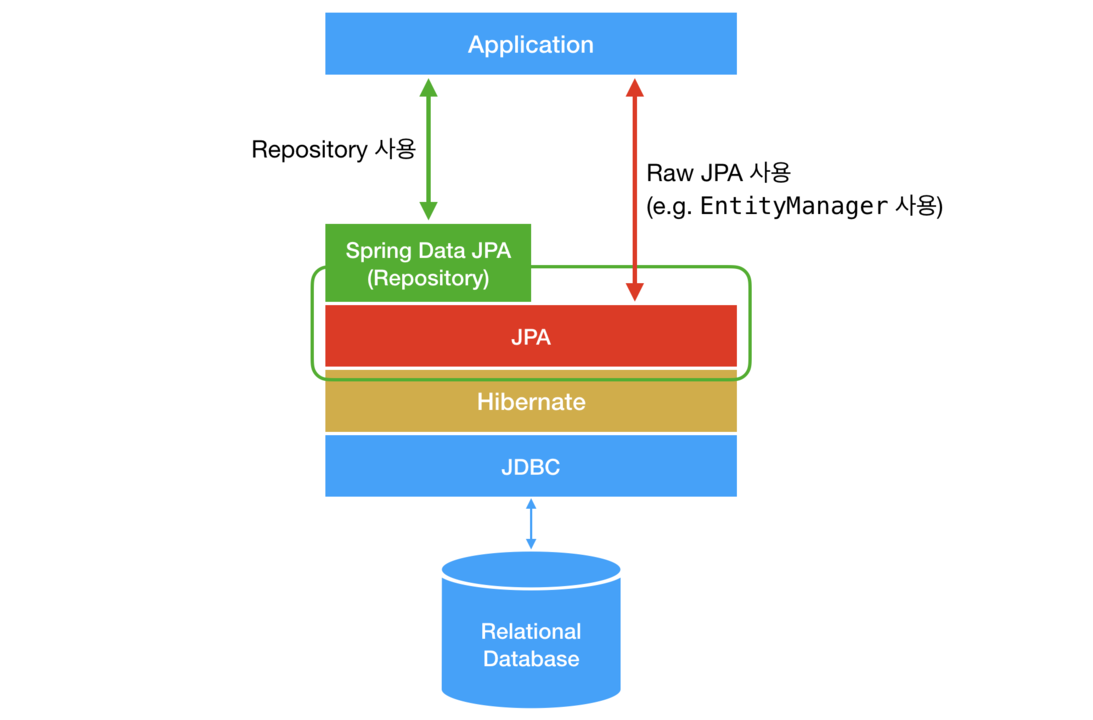 Application
Repository 사용
Raw JPA 사용
(e.g. EntityManager 사용)
Spring Data JPA
(Repository)
JPA
Hibernate
JDBC
Relational
Database